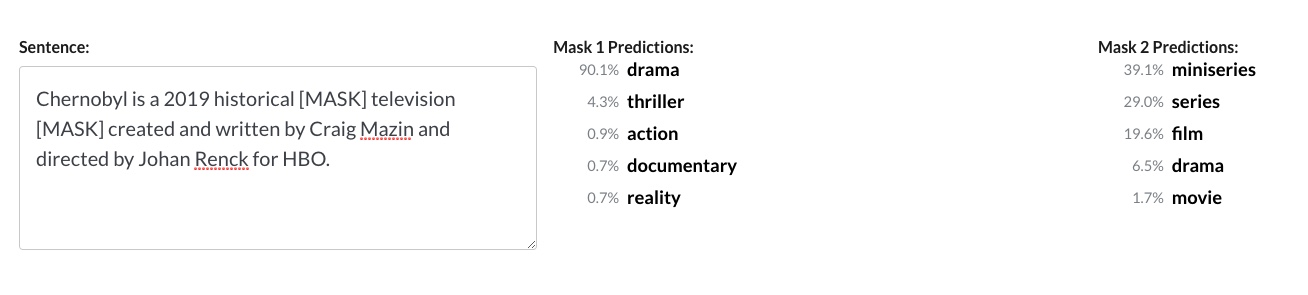 Sentence:
Chernobyl is a 2019 historical [MASK] television
[MASK] created and written by Craig Mazin and
directed by Johan Renck for HBO.
Mask 1 Predictions:
90.1% drama
4.3% thriller
0.9% action
0.7% documentary
0.7% reality
Mask 2 Predictions:
39.1% miniseries
29.0% series
19.6% film
6.5% drama
1.7% movie